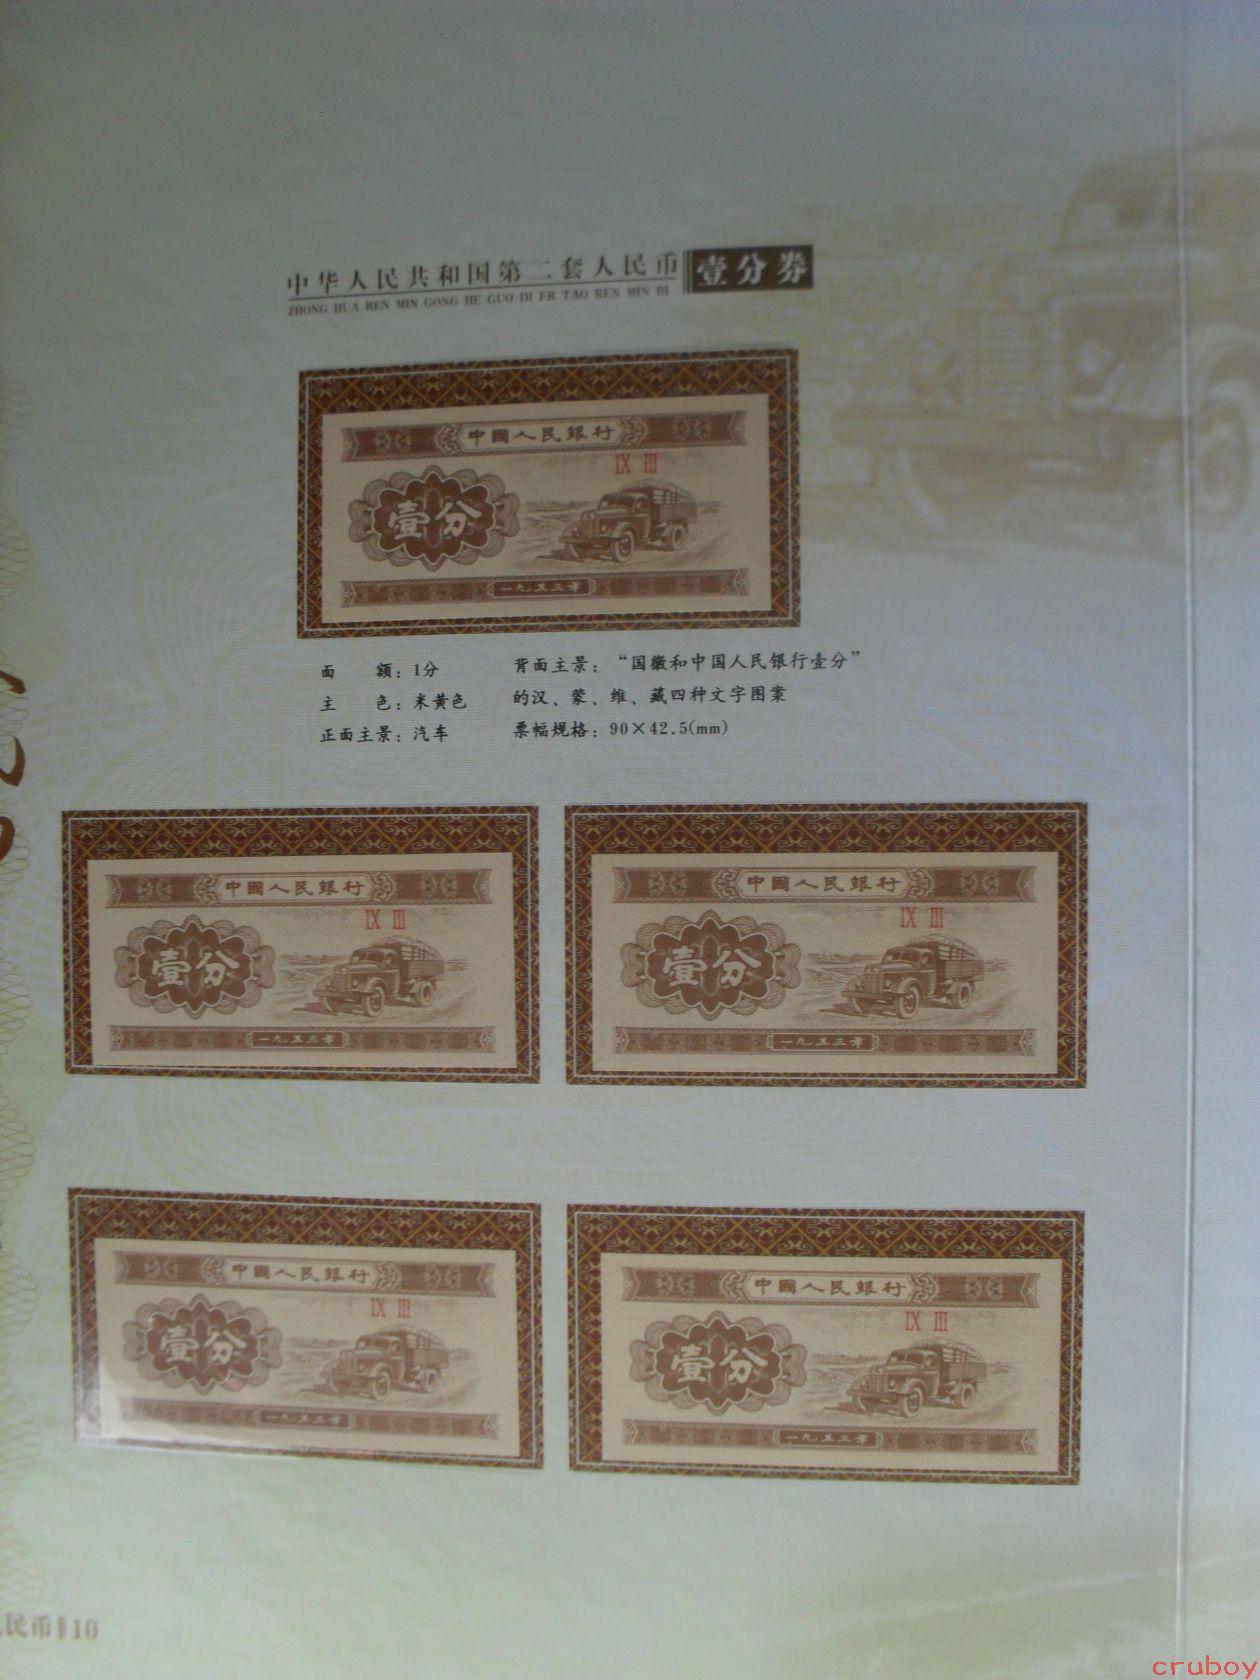 中华人民共和国第二套人民币 壹分券
ZHONG HUA REN MIN GONG HE GUO DI ER TAO REN MIN BI
中國人民銀行
IX III
壹分
一九五三年
面 额：1分
主 色：米黄色
正面主景：汽车
背面主景：“国徽和中国人民银行壹分”
的汉、蒙、维、藏四种文字图案
票幅规格：90×42.5(mm)
中國人民銀行
IX III
壹分
一九五三年
中國人民銀行
IX III
壹分
一九五三年
中國人民銀行
IX III
壹分
一九五三年
中國人民銀行
IX III
壹分
一九五三年
民币 10
cruboy